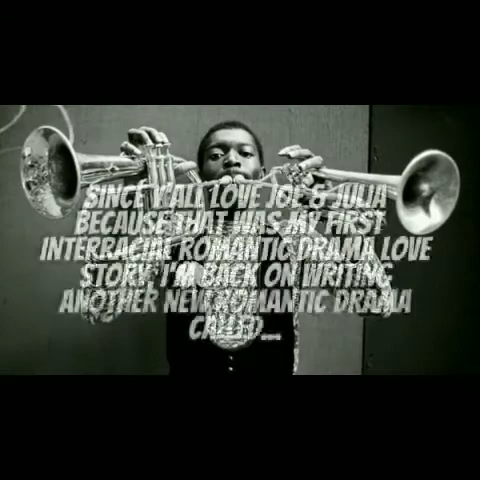 SINCE Y'ALL LOVE JOE & JULIA
BECAUSE THAT WAS MY FIRST
INTERRACIAL ROMANTIC DRAMA LOVE
STORY, I'M BACK ON WRITING
ANOTHER NEW ROMANTIC DRAMA
CALLED...